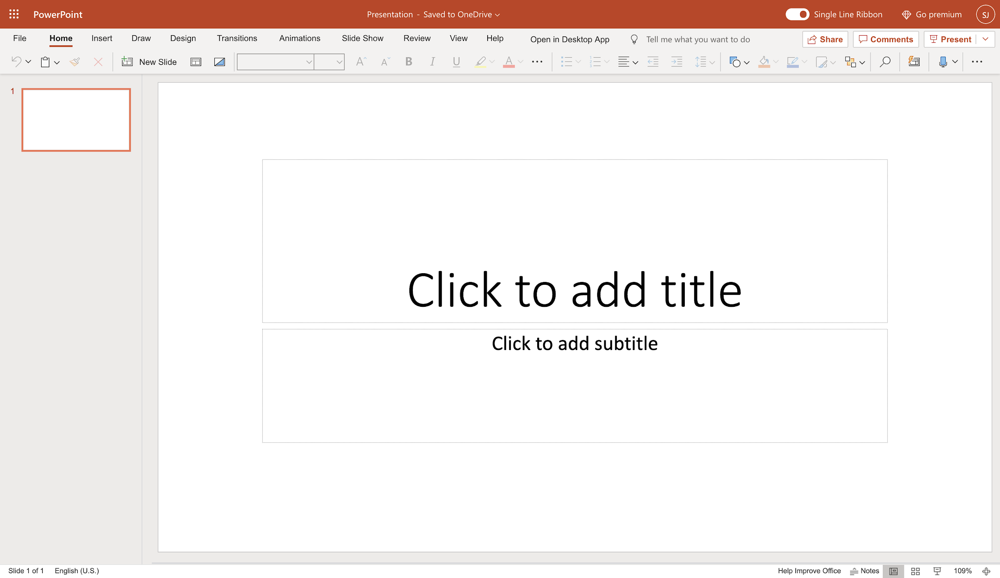 PowerPoint
Presentation - Saved to OneDrive
Single Line Ribbon
Go premium
SJ
File
Home
Insert
Draw
Design
Transitions
Animations
Slide Show
Review
View
Help
Open in Desktop App
Tell me what you want to do
Share
Comments
Present
New Slide
1
Click to add title
Click to add subtitle
Slide 1 of 1
English (U.S.)
Help Improve Office
Notes
109%